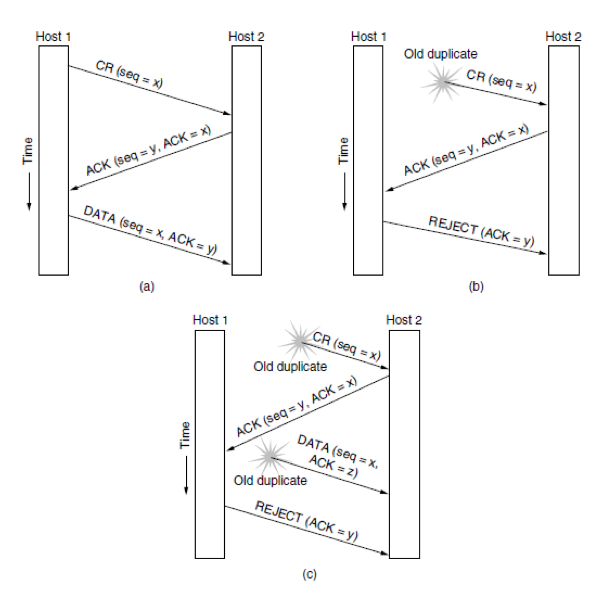 Host 1
Host 2
CR (seq = x)
ACK (seq = y, ACK = x)
DATA (seq = x, ACK = y)
Time
(a)
Host 1
Host 2
Old duplicate
CR (seq = x)
ACK (seq = y, ACK = x)
REJECT (ACK = y)
Time
(b)
Host 1
Host 2
CR (seq = x)
Old duplicate
ACK (seq = y, ACK = x)
DATA (seq = x,
ACK = z)
Old duplicate
REJECT (ACK = y)
Time
(c)